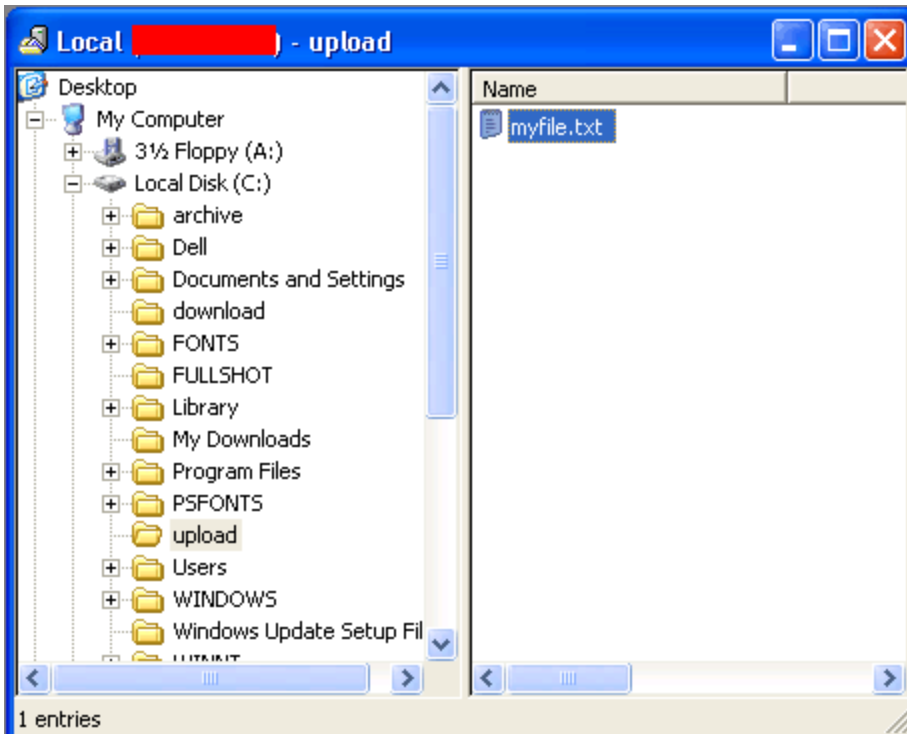 Local ) - upload
Desktop
My Computer
3½ Floppy (A:)
Local Disk (C:)
archive
Dell
Documents and Settings
download
FONTS
FULLSHOT
Library
My Downloads
Program Files
PSFONTS
upload
Users
WINDOWS
Windows Update Setup Fil
WINNT
Name
myfile.txt
1 entries